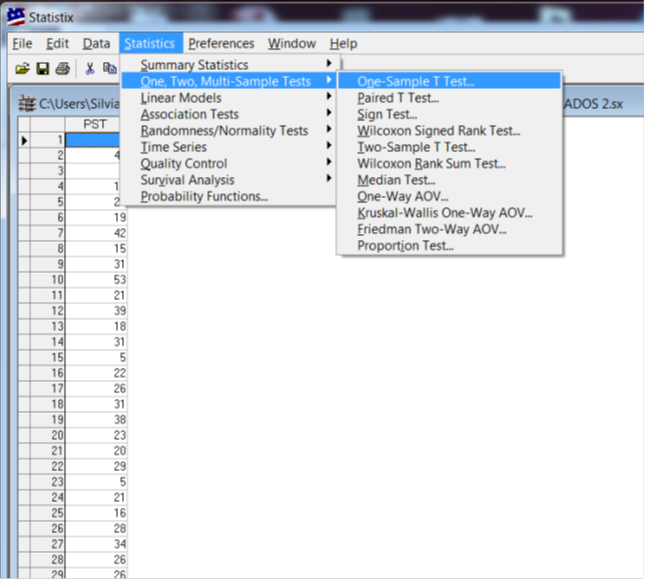 Statistix
File Edit Data Statistics Preferences Window Help
C:\Users\Silvia
ADOS 2.sx
Summary Statistics
One, Two, Multi-Sample Tests
Linear Models
Association Tests
Randomness/Normality Tests
Time Series
Quality Control
Survival Analysis
Probability Functions...
One-Sample T Test...
Paired T Test...
Sign Test...
Wilcoxon Signed Rank Test...
Two-Sample T Test...
Wilcoxon Rank Sum Test...
Median Test...
One-Way AOV...
Kruskal-Wallis One-Way AOV...
Friedman Two-Way AOV...
Proportion Test...
PST
1
2 4
3
4 1
5 2
6 19
7 42
8 15
9 31
10 53
11 21
12 39
13 18
14 31
15 5
16 22
17 26
18 31
19 38
20 23
21 20
22 29
23 5
24 21
25 16
26 28
27 34
28 26
29 26